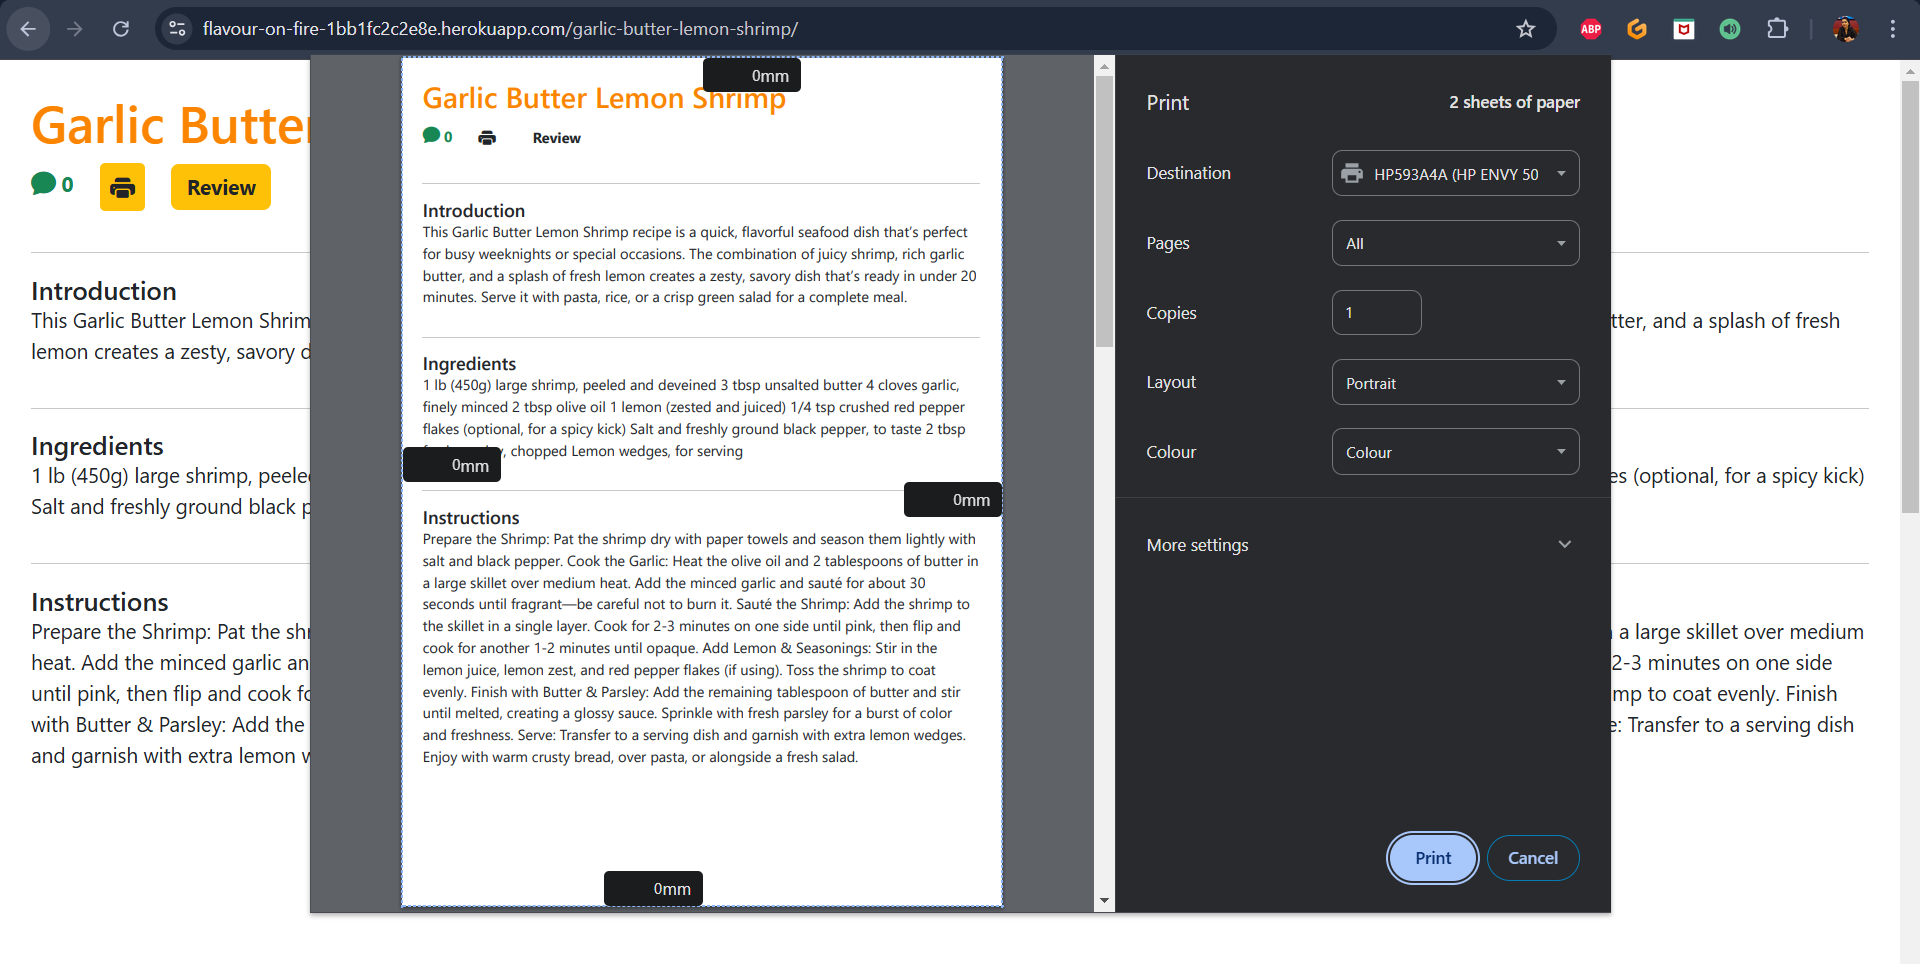 flavour-on-fire-1bb1fc2c2e8e.herokuapp.com/garlic-butter-lemon-shrimp/
ABP
Garlic Butter
0
Review
Introduction
This Garlic Butter Lemon Shrim
tter, and a splash of fresh
lemon creates a zesty, savory d
Ingredients
1 lb (450g) large shrimp, peele
es (optional, for a spicy kick)
Salt and freshly ground black p
Instructions
Prepare the Shrimp: Pat the shr
a large skillet over medium
heat. Add the minced garlic an
2-3 minutes on one side
until pink, then flip and cook fo
mp to coat evenly. Finish
with Butter & Parsley: Add the
e: Transfer to a serving dish
and garnish with extra lemon w
0mm
Garlic Butter Lemon Shrimp
0
Review
Introduction
This Garlic Butter Lemon Shrimp recipe is a quick, flavorful seafood dish that's perfect
for busy weeknights or special occasions. The combination of juicy shrimp, rich garlic
butter, and a splash of fresh lemon creates a zesty, savory dish that's ready in under 20
minutes. Serve it with pasta, rice, or a crisp green salad for a complete meal.
Ingredients
1 lb (450g) large shrimp, peeled and deveined 3 tbsp unsalted butter 4 cloves garlic,
finely minced 2 tbsp olive oil 1 lemon (zested and juiced) 1/4 tsp crushed red pepper
flakes (optional, for a spicy kick) Salt and freshly ground black pepper, to taste 2 tbsp
, chopped Lemon wedges, for serving
0mm
0mm
Instructions
Prepare the Shrimp: Pat the shrimp dry with paper towels and season them lightly with
salt and black pepper. Cook the Garlic: Heat the olive oil and 2 tablespoons of butter in
a large skillet over medium heat. Add the minced garlic and sauté for about 30
seconds until fragrant—be careful not to burn it. Sauté the Shrimp: Add the shrimp to
the skillet in a single layer. Cook for 2-3 minutes on one side until pink, then flip and
cook for another 1-2 minutes until opaque. Add Lemon & Seasonings: Stir in the
lemon juice, lemon zest, and red pepper flakes (if using). Toss the shrimp to coat
evenly. Finish with Butter & Parsley: Add the remaining tablespoon of butter and stir
until melted, creating a glossy sauce. Sprinkle with fresh parsley for a burst of color
and freshness. Serve: Transfer to a serving dish and garnish with extra lemon wedges.
Enjoy with warm crusty bread, over pasta, or alongside a fresh salad.
0mm
Print
2 sheets of paper
Destination
HP593A4A (HP ENVY 50
Pages
All
Copies
1
Layout
Portrait
Colour
Colour
More settings
Print
Cancel